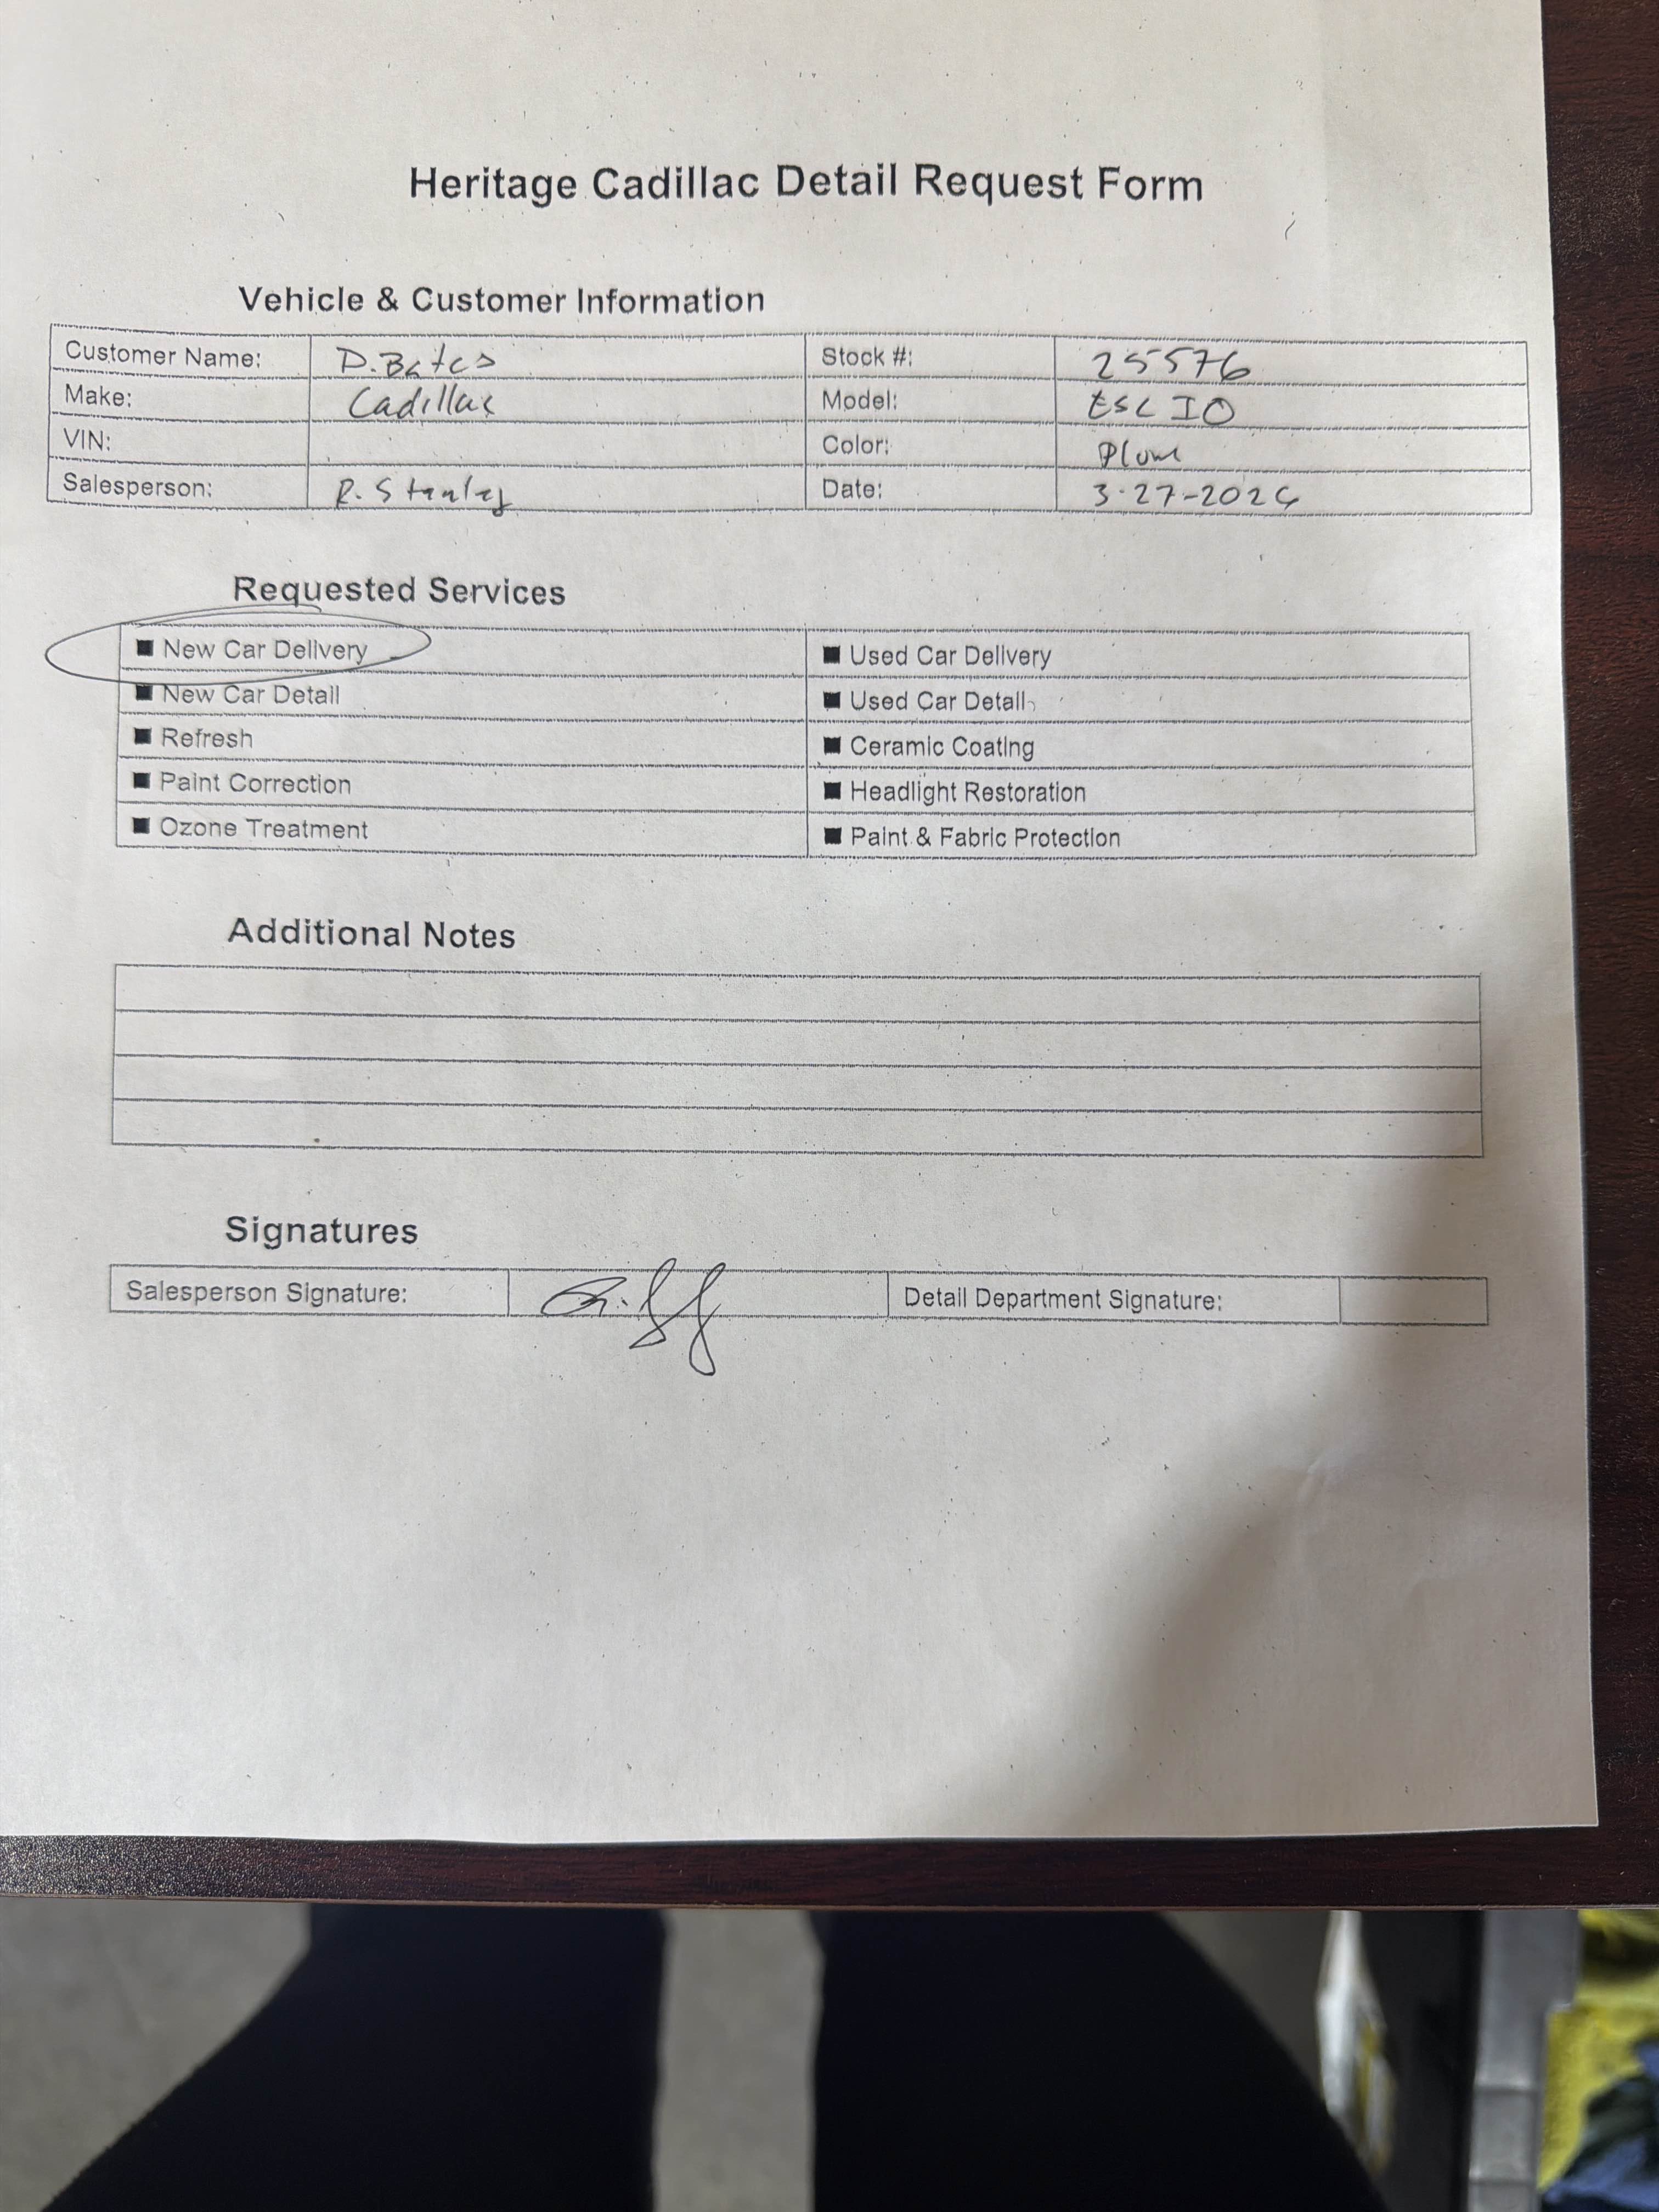 Heritage Cadillac Detail Request Form
Vehicle & Customer Information
Customer Name: D. Bates Stock #: 25576
Make: Cadillac Model: ESC IQ
VIN: Color: Plum
Salesperson: R. Stanley Date: 3-27-2026
Requested Services
■ New Car Delivery ■ Used Car Delivery
■ New Car Detail ■ Used Car Detail
■ Refresh ■ Ceramic Coating
■ Paint Correction ■ Headlight Restoration
■ Ozone Treatment ■ Paint & Fabric Protection
Additional Notes
Signatures
Salesperson Signature: Detail Department Signature: